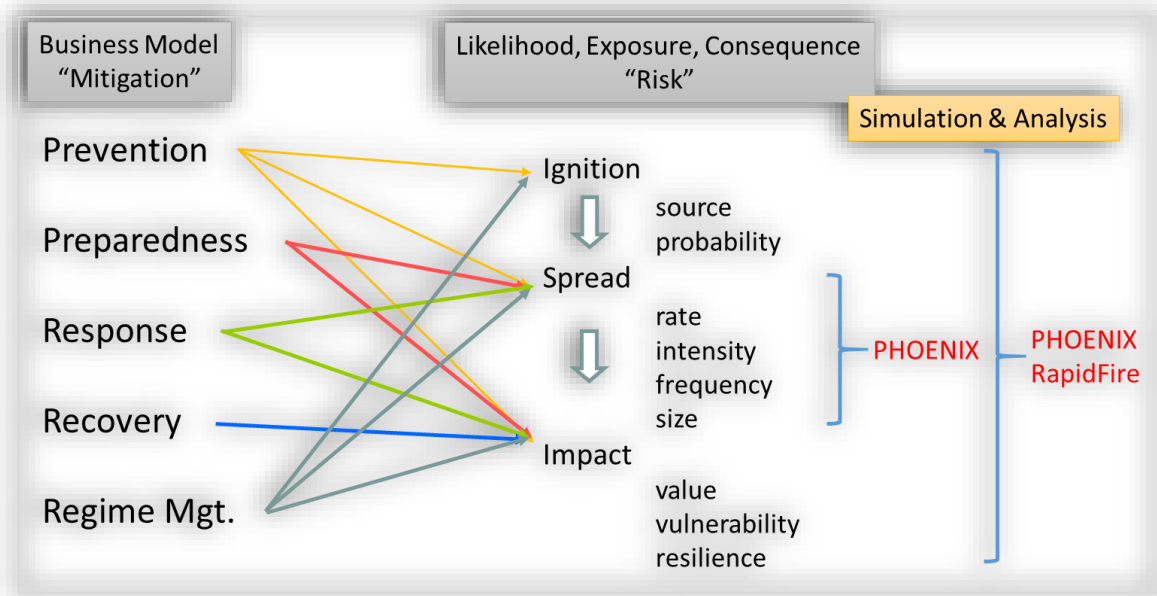 Business Model
“Mitigation”
Likelihood, Exposure, Consequence
“Risk”
Simulation & Analysis
Prevention
Preparedness
Response
Recovery
Regime Mgt.
Ignition
source
probability
Spread
rate
intensity
frequency
size
Impact
value
vulnerability
resilience
PHOENIX
PHOENIX
RapidFire